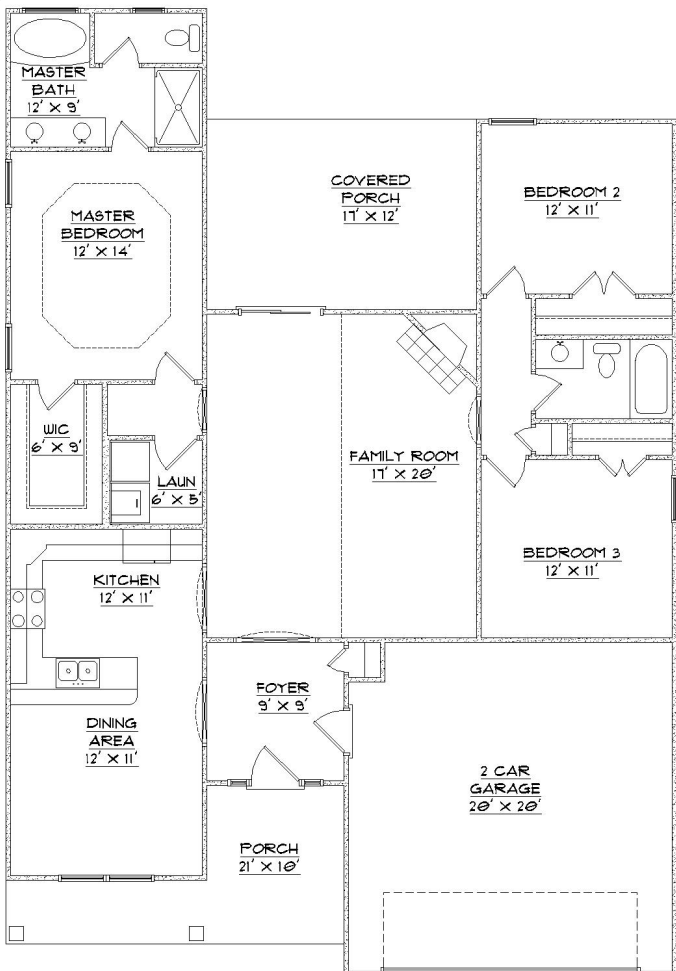 MASTER
BATH
12' X 9'
COVERED
PORCH
17' X 12'
BEDROOM 2
12' X 11'
MASTER
BEDROOM
12' X 14'
WIC
6' X 9'
LAUN
6' X 5'
FAMILY ROOM
17' X 20'
BEDROOM 3
12' X 11'
KITCHEN
12' X 11'
FOYER
9' X 9'
DINING
AREA
12' X 11'
2 CAR
GARAGE
20' X 20'
PORCH
21' X 10'